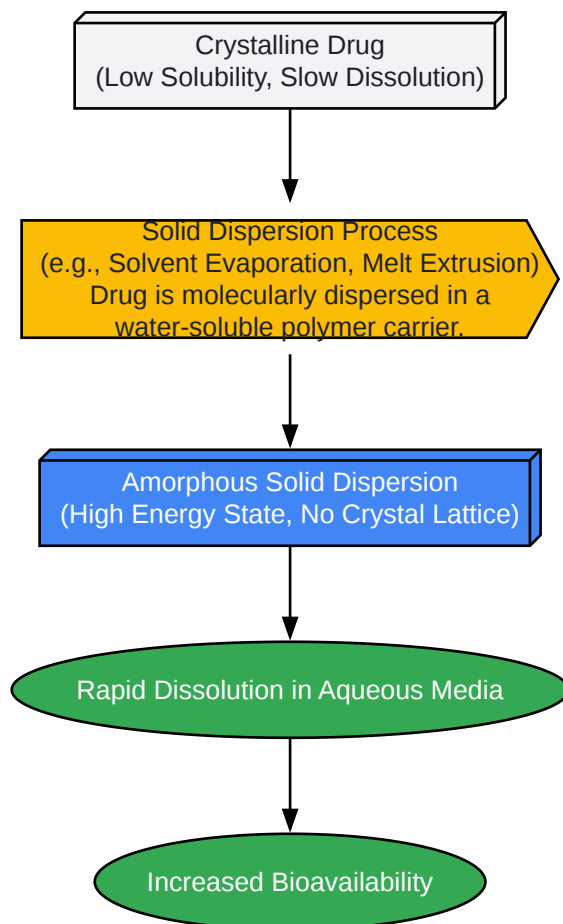 Crystalline Drug
(Low Solubility, Slow Dissolution)
Solid Dispersion Process
(e.g., Solvent Evaporation, Melt Extrusion)
Drug is molecularly dispersed in a
water-soluble polymer carrier.
Amorphous Solid Dispersion
(High Energy State, No Crystal Lattice)
Rapid Dissolution in Aqueous Media
Increased Bioavailability